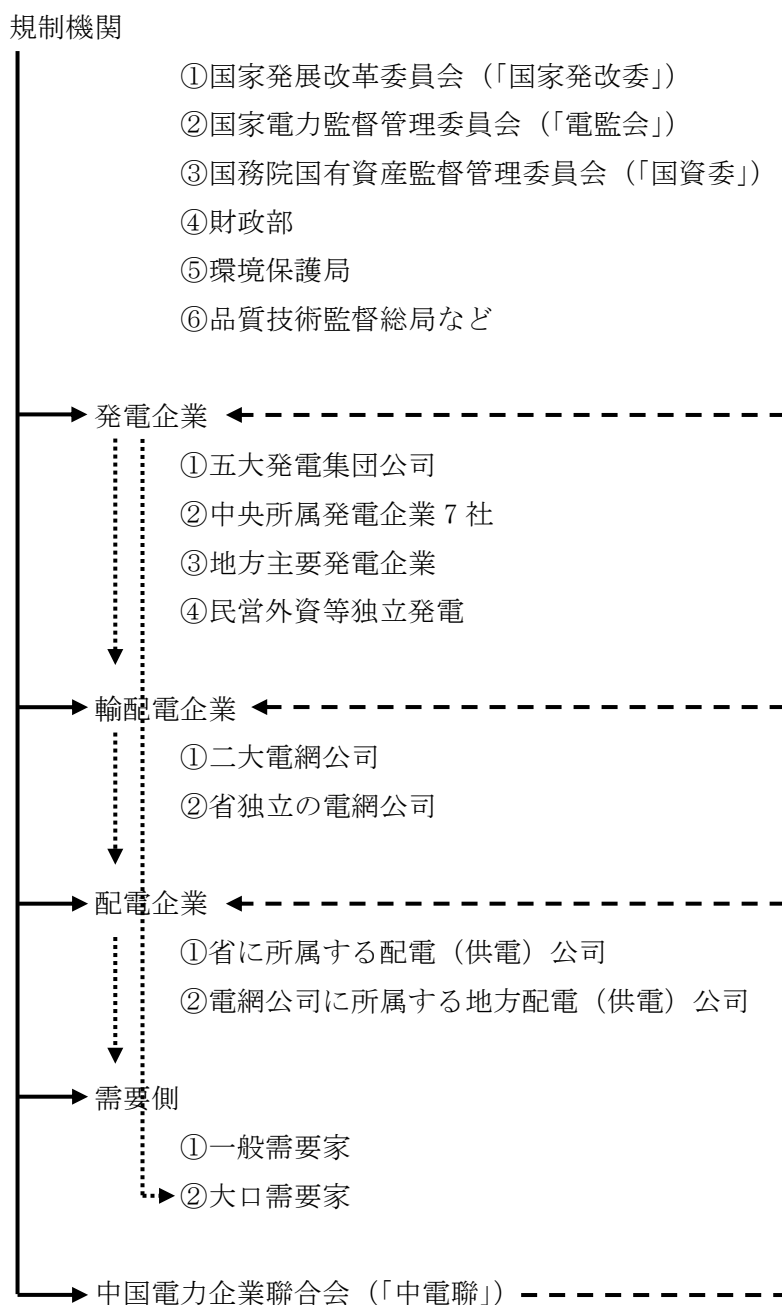 規制機関
①国家発展改革委員会（「国家発改委」）
②国家電力監督管理委員会（「電監会」）
③国務院国有資産監督管理委員会（「国資委」）
④財政部
⑤環境保護局
⑥品質技術監督総局など
発電企業
①五大発電集団公司
②中央所属発電企業 7 社
③地方主要発電企業
④民営外資等独立発電
輸配電企業
①二大電網公司
②省独立の電網公司
配電企業
①省に所属する配電（供電）公司
②電網公司に所属する地方配電（供電）公司
需要側
①一般需要家
②大口需要家
中国電力企業聯合会（「中電聯」）